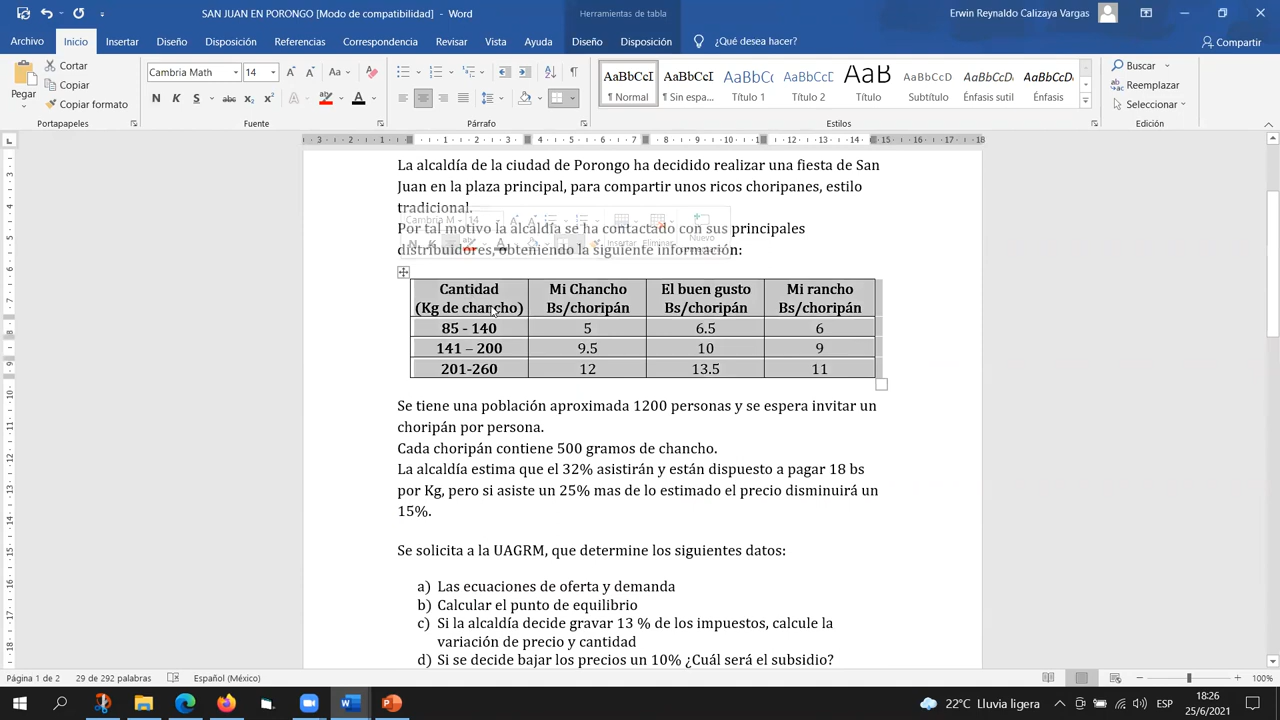 SAN JUAN EN PORONGO [Modo de compatibilidad] - Word
Herramientas de tabla
Erwin Reynaldo Calizaya Vargas
Archivo Inicio Insertar Diseño Disposición Referencias Correspondencia Revisar Vista Ayuda Diseño Disposición ¿Qué desea hacer? Compartir
Pegar
Cortar
Copiar
Copiar formato
Portapapeles
Cambria Math 14
N K S abc x₂ x²
Fuente
Párrafo
AaBbCcI AaBbCcI AaBbCc AaBbCcI AaB AaBbCcD AaBbCcD AaBbCcD
¶ Normal ¶ Sin espa... Título 1 Título 2 Título Subtítulo Énfasis sutil Énfasis
Estilos
Buscar
Reemplazar
Seleccionar
Edición
La alcaldía de la ciudad de Porongo ha decidido realizar una fiesta de San
Juan en la plaza principal, para compartir unos ricos choripanes, estilo
tradicional.
Por tal motivo la alcaldía se ha contactado con sus principales
distribuidores, obteniendo la siguiente información:
Cambria M 14
N K
Insertar Eliminar Nuevo
Cantidad Mi Chancho El buen gusto Mi rancho
(Kg de chancho) Bs/choripán Bs/choripán Bs/choripán
85 - 140 5 6.5 6
141 – 200 9.5 10 9
201-260 12 13.5 11
Se tiene una población aproximada 1200 personas y se espera invitar un
choripán por persona.
Cada choripán contiene 500 gramos de chancho.
La alcaldía estima que el 32% asistirán y están dispuesto a pagar 18 bs
por Kg, pero si asiste un 25% mas de lo estimado el precio disminuirá un
15%.
Se solicita a la UAGRM, que determine los siguientes datos:
a) Las ecuaciones de oferta y demanda
b) Calcular el punto de equilibrio
c) Si la alcaldía decide gravar 13 % de los impuestos, calcule la
variación de precio y cantidad
d) Si se decide bajar los precios un 10% ¿Cuál será el subsidio?
Página 1 de 2 29 de 292 palabras Español (México) 100%
22°C Lluvia ligera ESP
18:26
25/6/2021